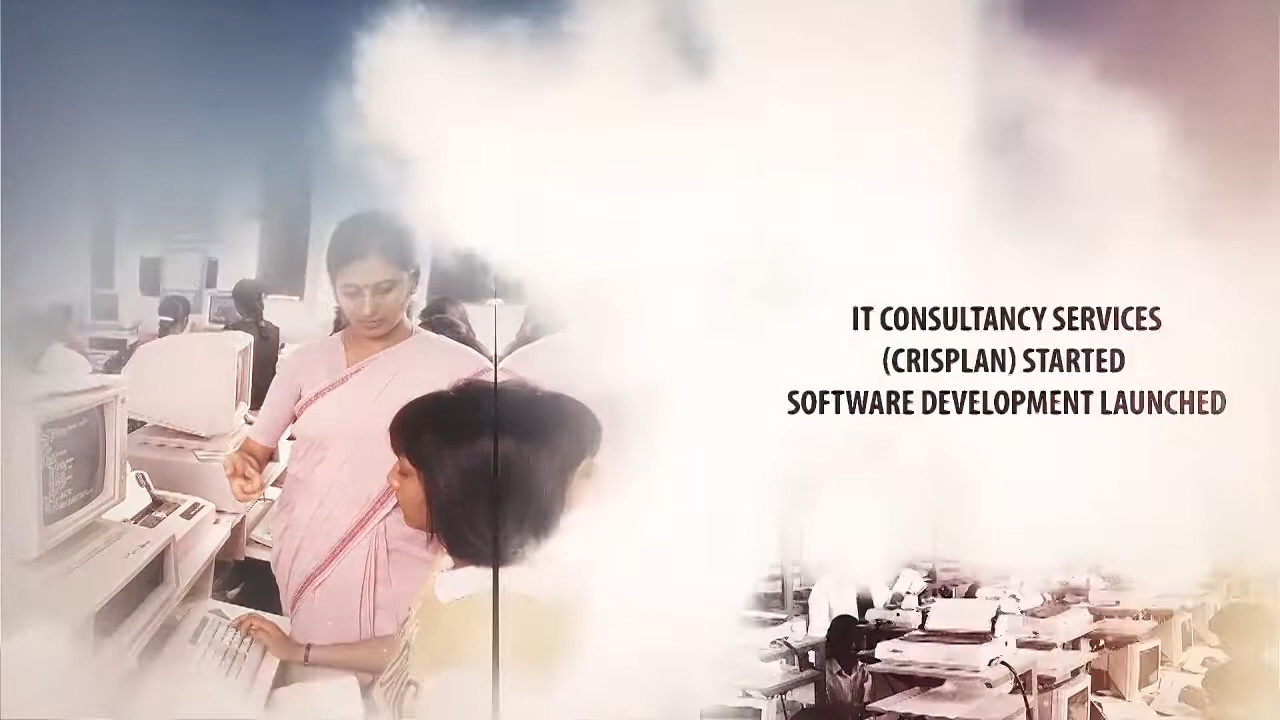 IT CONSULTANCY SERVICES
(CRISPLAN) STARTED
SOFTWARE DEVELOPMENT LAUNCHED